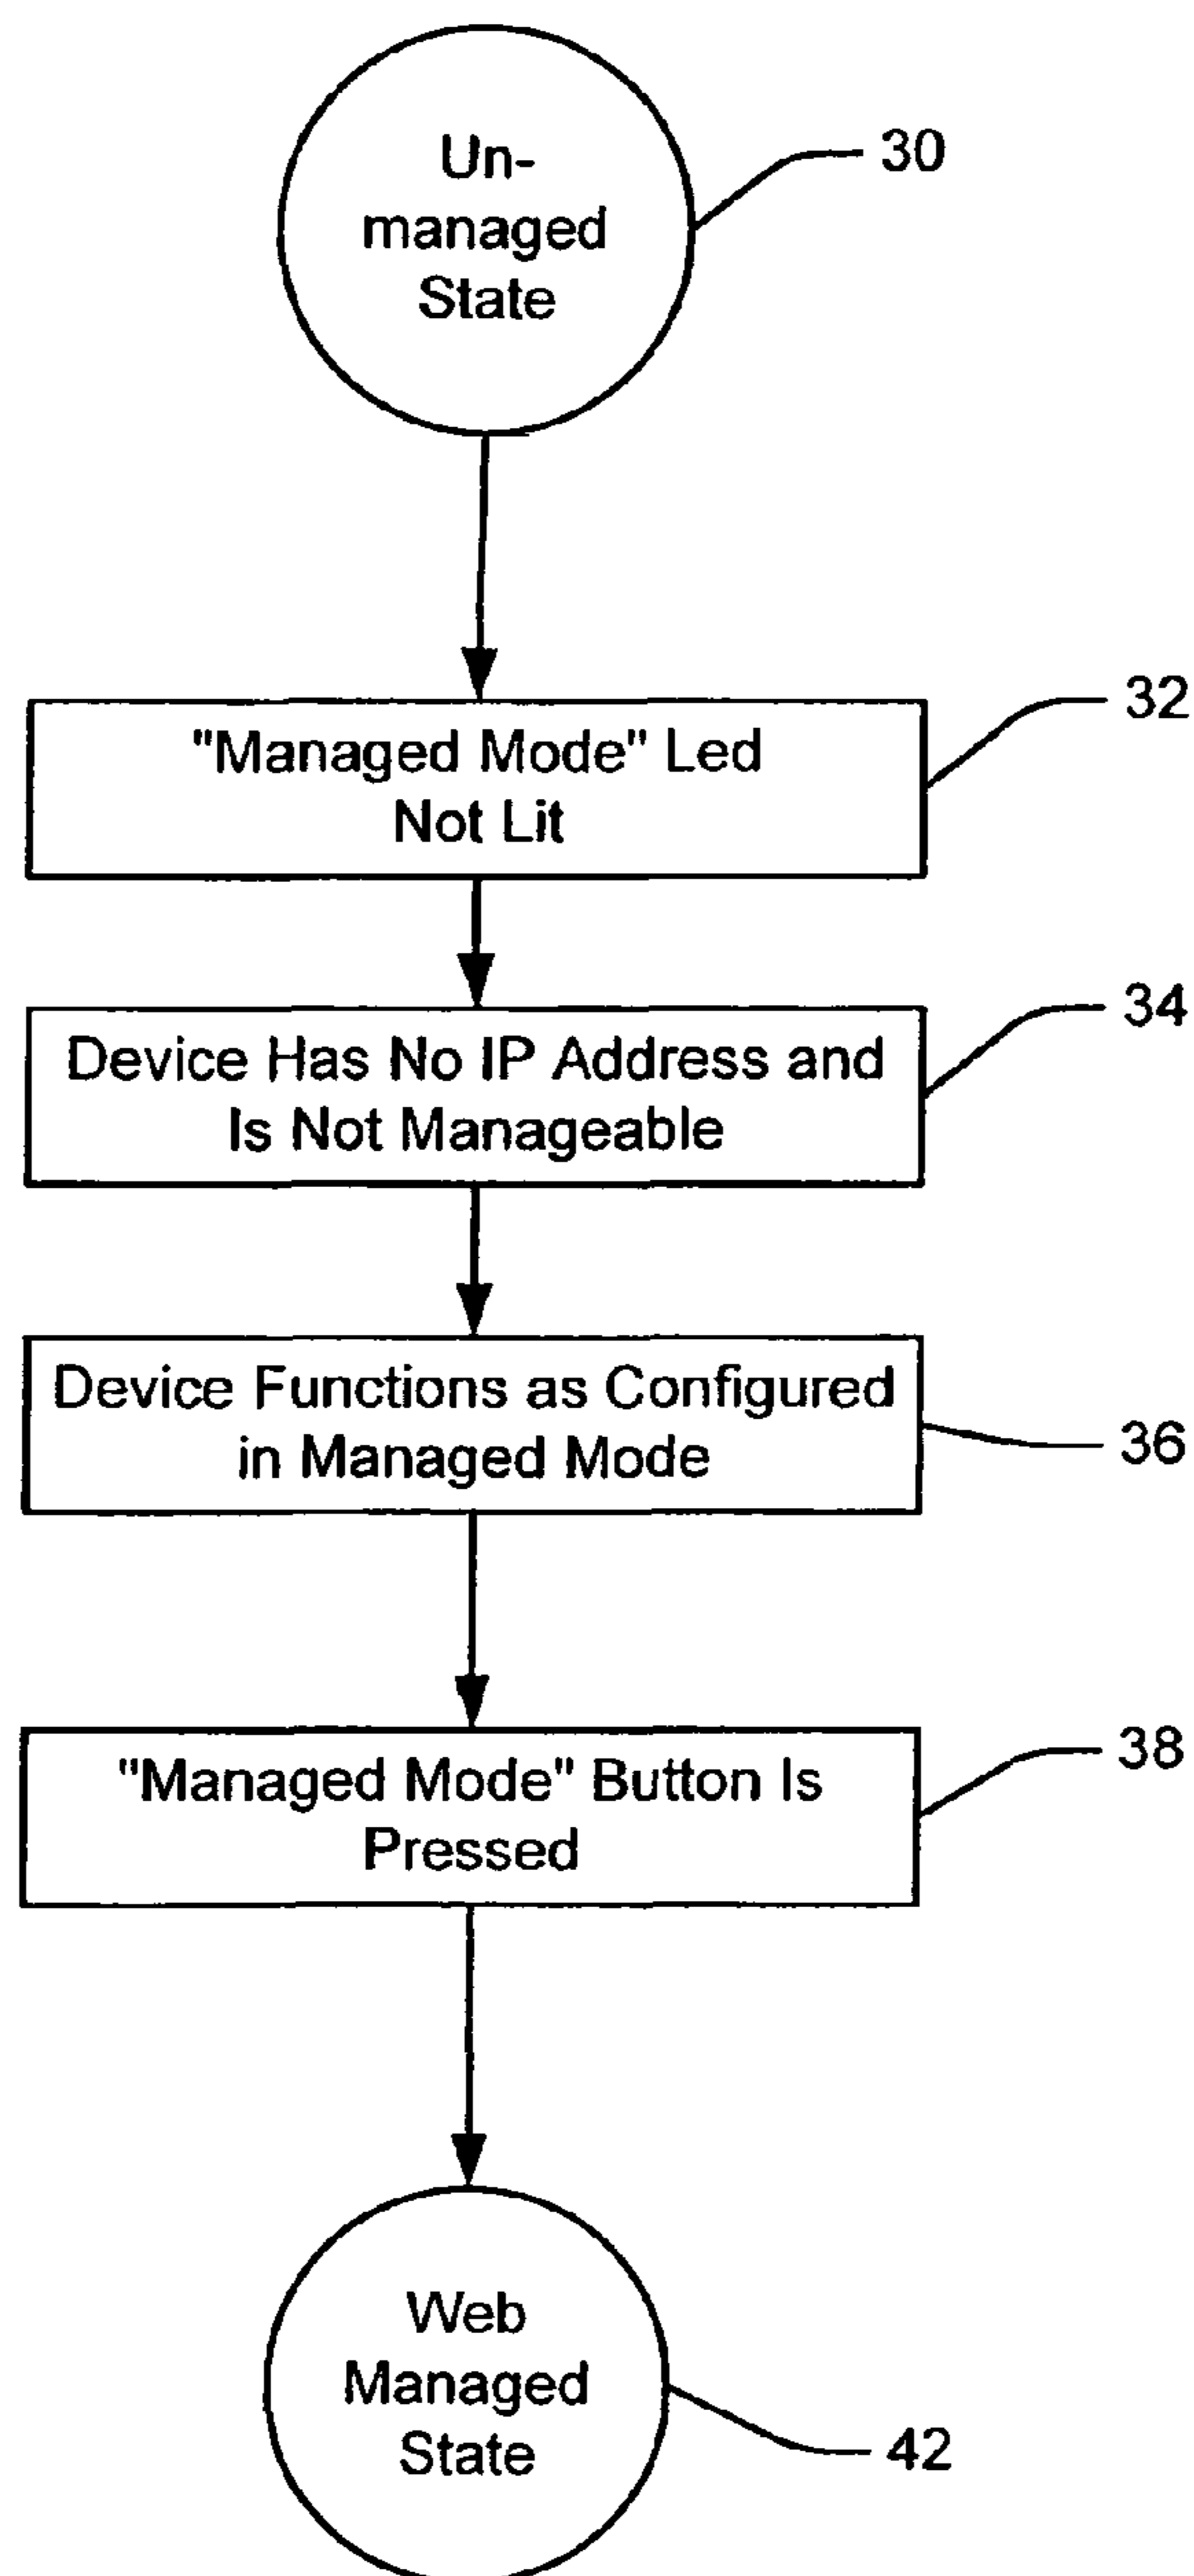 Un-
managed
State
30
"Managed Mode" Led
Not Lit
32
Device Has No IP Address and
Is Not Manageable
34
Device Functions as Configured
in Managed Mode
36
"Managed Mode" Button Is
Pressed
38
Web
Managed
State
42